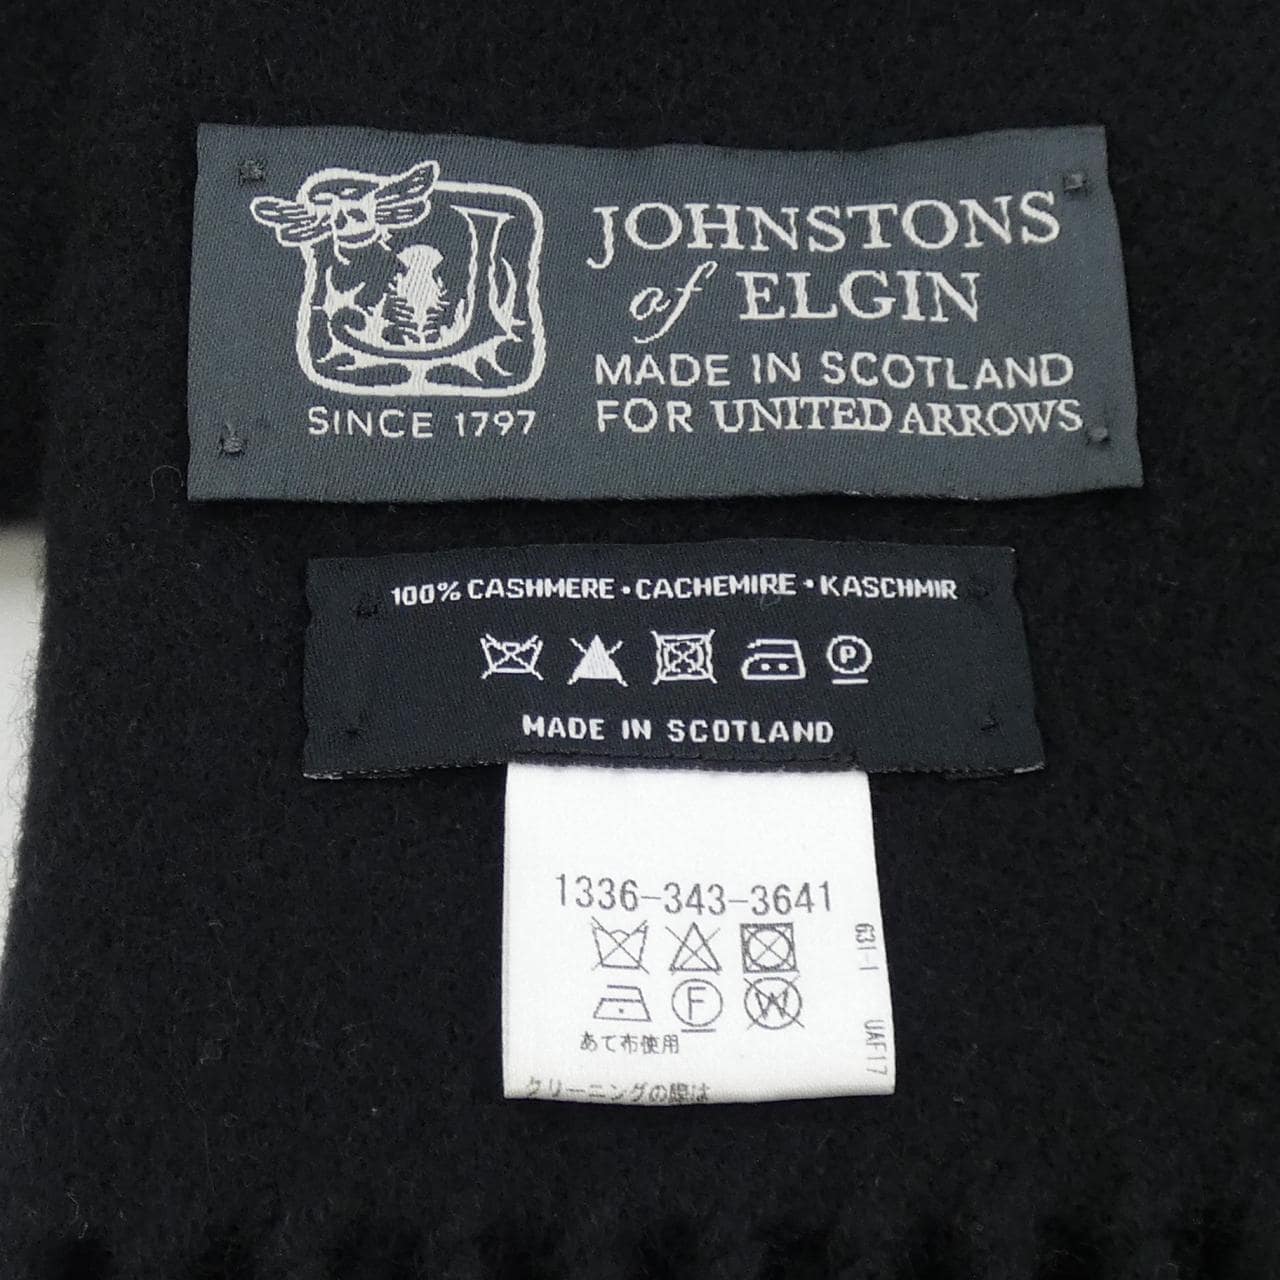 JOHNSTONS
of ELGIN
MADE IN SCOTLAND
FOR UNITED ARROWS
SINCE 1797
100% CASHMERE • CACHEMIRE • KASCHMIR
P
MADE IN SCOTLAND
1336-343-3641
F W
あて布使用
クリーニングの際は
631-1 UAF17